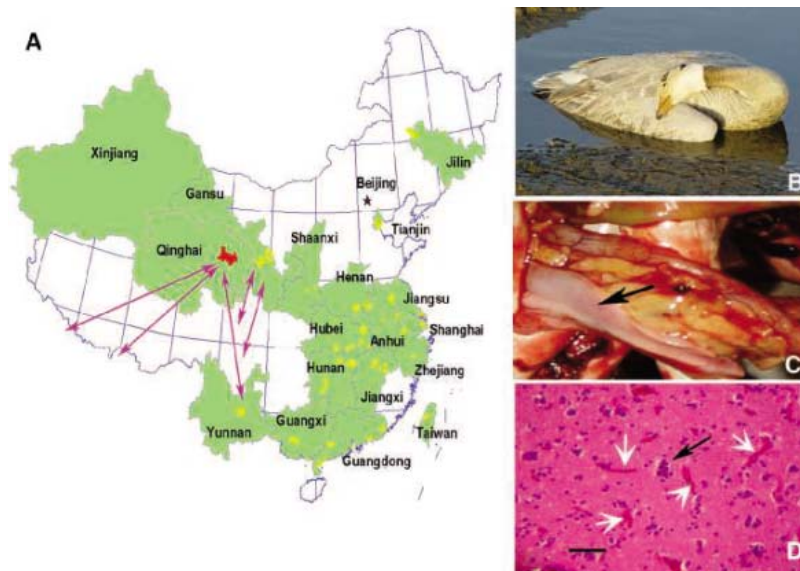 A
Xinjiang
Jilin
Gansu
Beijing
Tianjin
Shaanxi
Qinghai
Henan
Jiangsu
Hubei
Shanghai
Anhui
Hunan
Zhejiang
Jiangxi
Guangxi
Yunnan
Taiwan
Guangdong
B
C
D